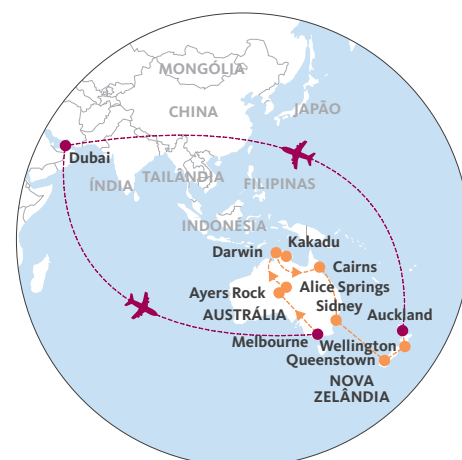 MONGÓLIA
CHINA
JAPÃO
Dubai
ÍNDIA
TAILÂNDIA
FILIPINAS
INDONÉSIA
Darwin
Kakadu
Cairns
Ayers Rock
Alice Springs
Sidney
AUSTRÁLIA
Auckland
Melbourne
Wellington
Queenstown
NOVA
ZELÂNDIA